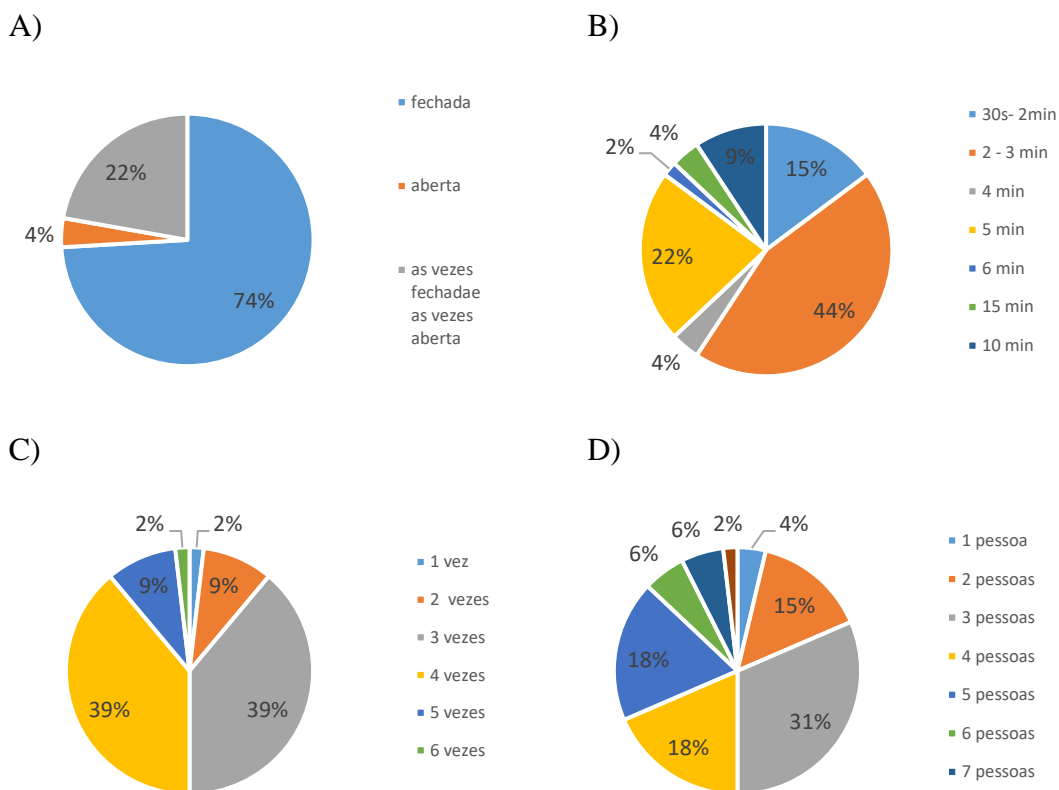 A)
B)
fechada
aberta
as vezes
fechadae
as vezes
aberta
22%
4%
74%
30s- 2min
2 - 3 min
4 min
5 min
6 min
15 min
10 min
4%
2%
9%
15%
22%
44%
4%
C)
D)
2%
2%
9%
9%
39%
39%
1 vez
2 vezes
3 vezes
4 vezes
5 vezes
6 vezes
6%
6%
2%
4%
15%
18%
31%
18%
1 pessoa
2 pessoas
3 pessoas
4 pessoas
5 pessoas
6 pessoas
7 pessoas